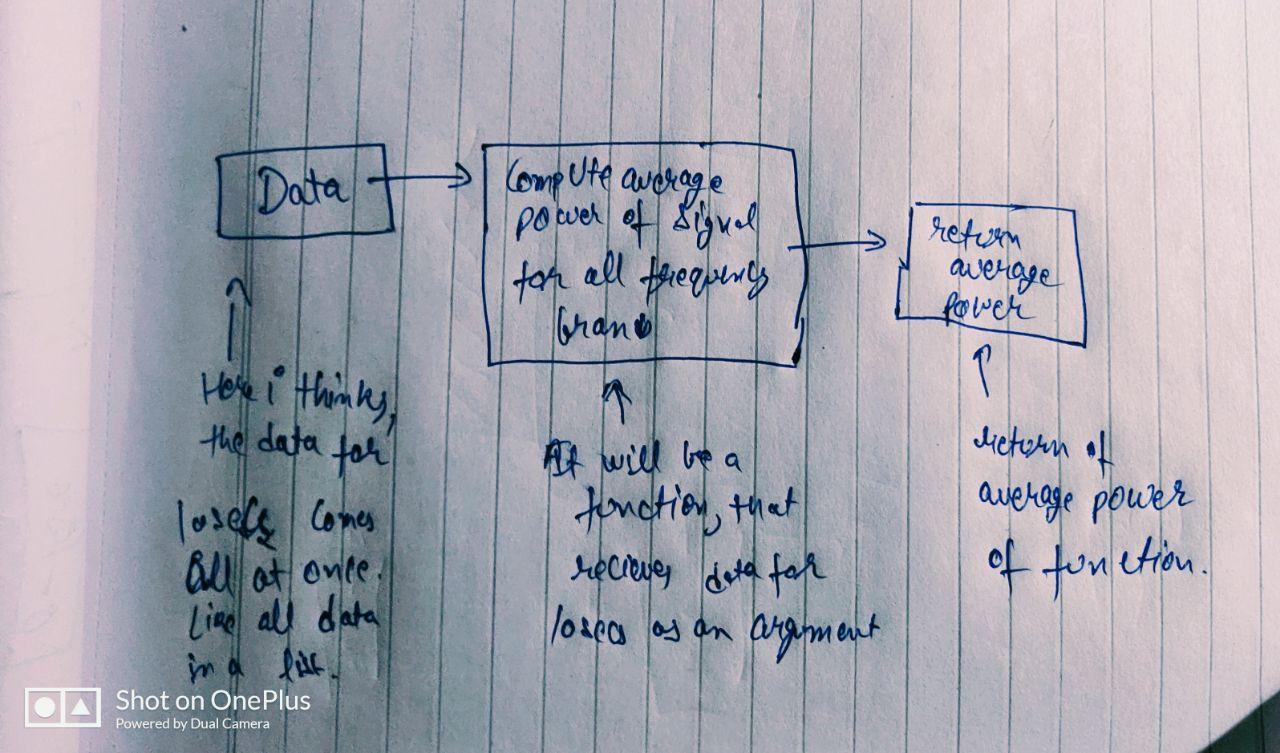 Data
Compute average
power of signal
for all frequency
return
average
power
Here i thinks,
the data for
10secs comes
all at once.
Like all data
in a list.
It will be a
function, that
recieves data for
10secs as an argument
return of
average power
of function.
Shot on OnePlus
Powered by Dual Camera